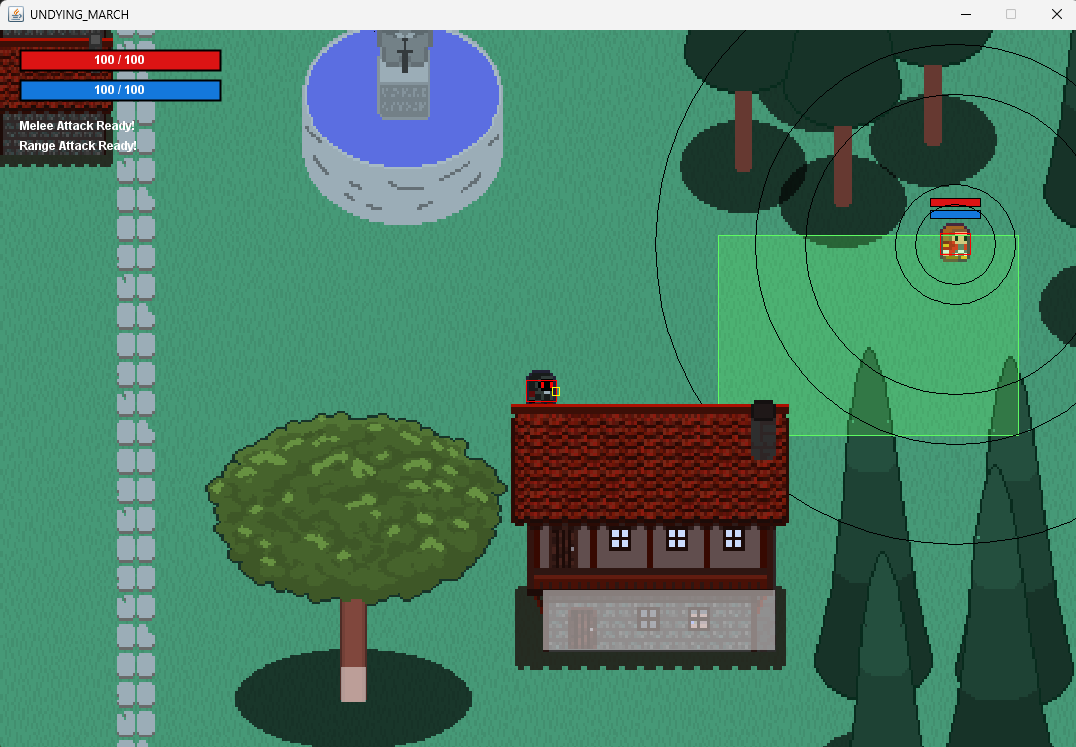 UNDYING_MARCH
100 / 100
100 / 100
Melee Attack Ready!
Range Attack Ready!